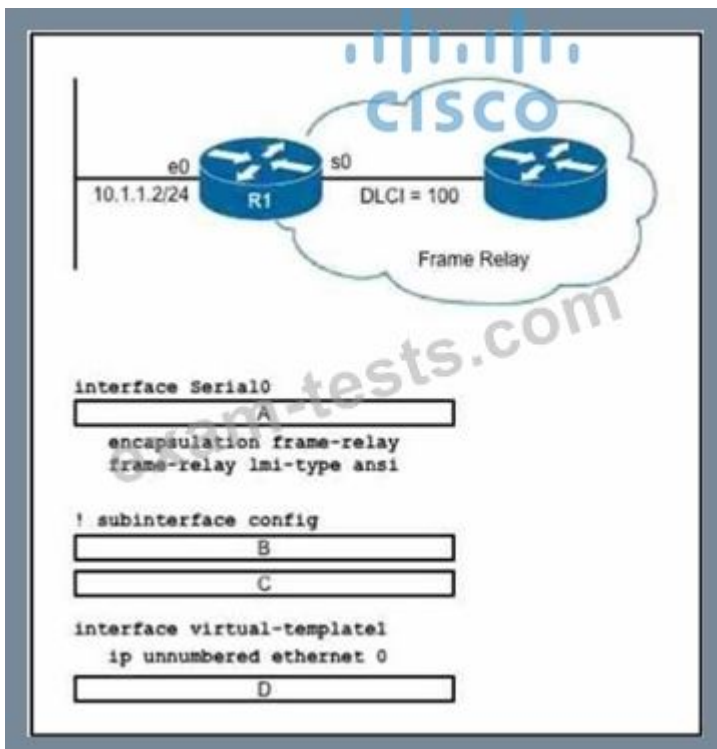 CISCO
e0
s0
10.1.1.2/24
R1
DLCI = 100
Frame Relay
exam-tests.com
interface Serial0
A
encapsulation frame-relay
frame-relay lmi-type ansi
! subinterface config
B
C
interface virtual-template1
ip unnumbered ethernet 0
D